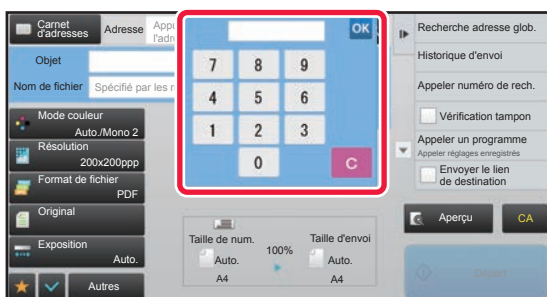 Carnet
d'adresses
Adresse
OK
Recherche adresse glob.
Objet
Historique d'envoi
Nom de fichier
Spécifié par les
7 8 9
Appeler numéro de rech.
4 5 6
Mode couleur
Auto./Mono 2
Vérification tampon
1 2 3
Résolution
200x200ppp
Appeler un programme
Appeler réglages enregistrés
0 C
Format de fichier
PDF
Envoyer le lien
de destination
Original
Aperçu
CA
Exposition
Auto.
Taille de num.
100%
Taille d'envoi
Auto.
Auto.
A4
A4
Autres
Départ